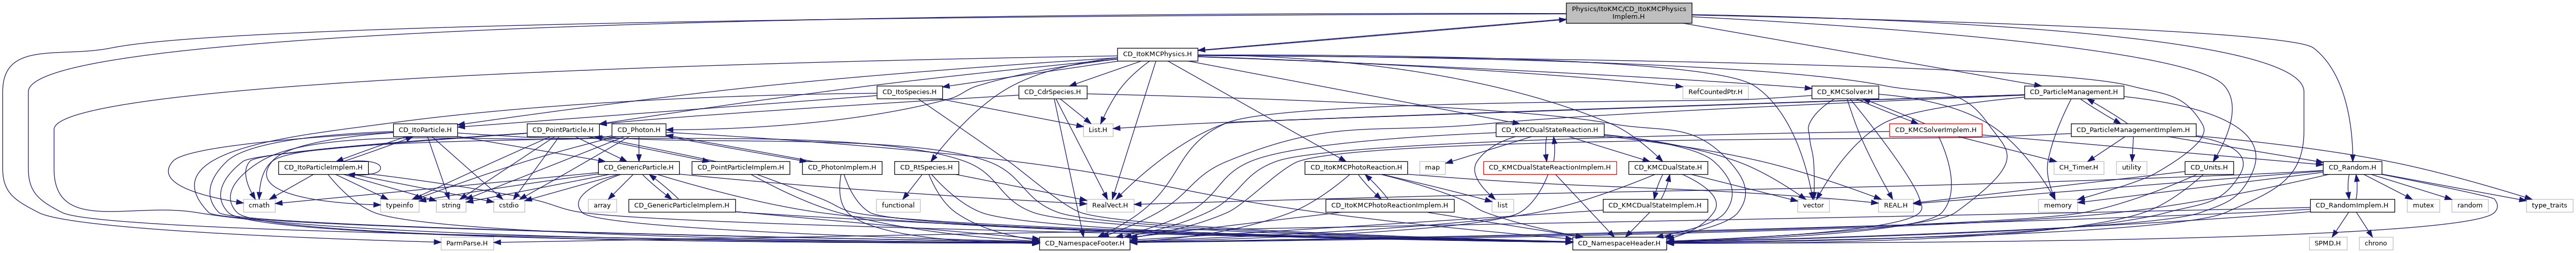 Physics/ItoKMC/CD_ItoKMCPhysics
Implem.H
CD_ItoKMCPhysics.H
CD_ItoSpecies.H
CD_CdrSpecies.H
RefCountedPtr.H
CD_KMCSolver.H
CD_ParticleManagement.H
CD_ItoParticle.H
CD_PointParticle.H
CD_Photon.H
List.H
CD_KMCDualStateReaction.H
CD_KMCSolverImplem.H
CD_ParticleManagementImplem.H
CD_ItoParticleImplem.H
CD_GenericParticle.H
CD_PointParticleImplem.H
CD_PhotonImplem.H
CD_RtSpecies.H
CD_ItoKMCPhotoReaction.H
map
CD_KMCDualStateReactionImplem.H
CD_KMCDualState.H
CH_Timer.H
utility
CD_Units.H
CD_Random.H
cmath
typeinfo
string
cstdio
array
CD_GenericParticleImplem.H
functional
RealVect.H
CD_ItoKMCPhotoReactionImplem.H
list
CD_KMCDualStateImplem.H
vector
REAL.H
memory
CD_RandomImplem.H
mutex
random
type_traits
ParmParse.H
CD_NamespaceFooter.H
CD_NamespaceHeader.H
SPMD.H
chrono